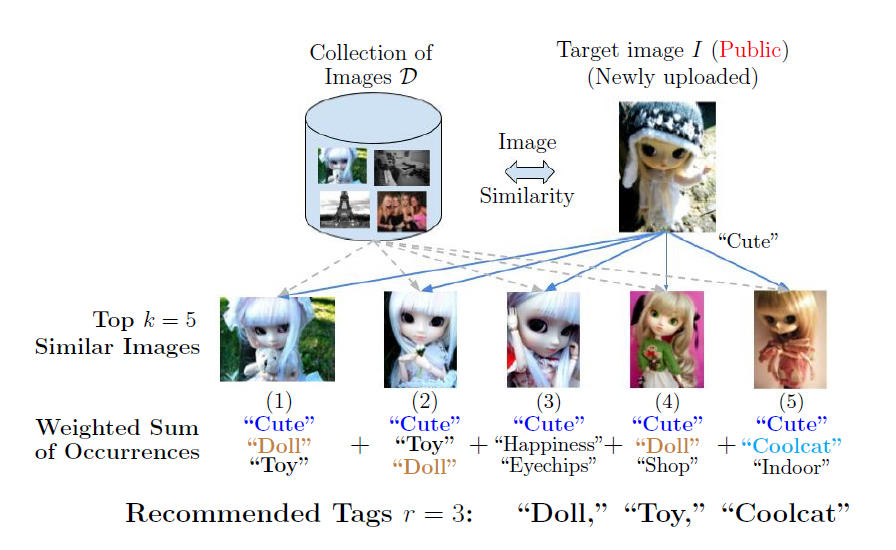 Collection of
Images 𝒟
Target image I (Public)
(Newly uploaded)
Image
Similarity
“Cute”
Top k = 5
Similar Images
(1) (2) (3) (4) (5)
Weighted Sum
of Occurrences
“Cute” “Cute” “Cute” “Cute” “Cute”
“Doll” + “Toy” + “Happiness” + “Doll” + “Coolcat”
“Toy” “Doll” “Eyechips” “Shop” “Indoor”
Recommended Tags r = 3: “Doll,” “Toy,” “Coolcat”